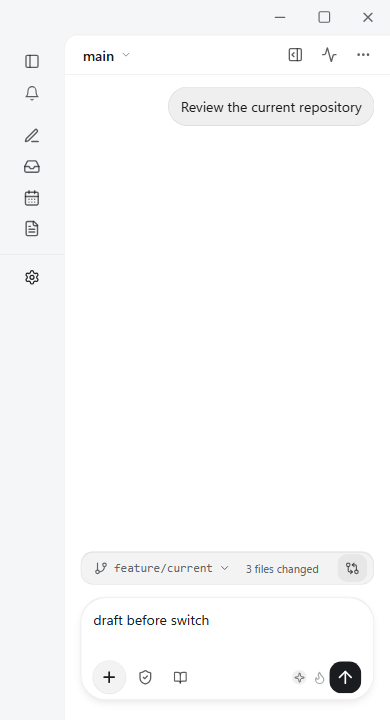 main
Review the current repository
feature/current
3 files changed
draft before switch